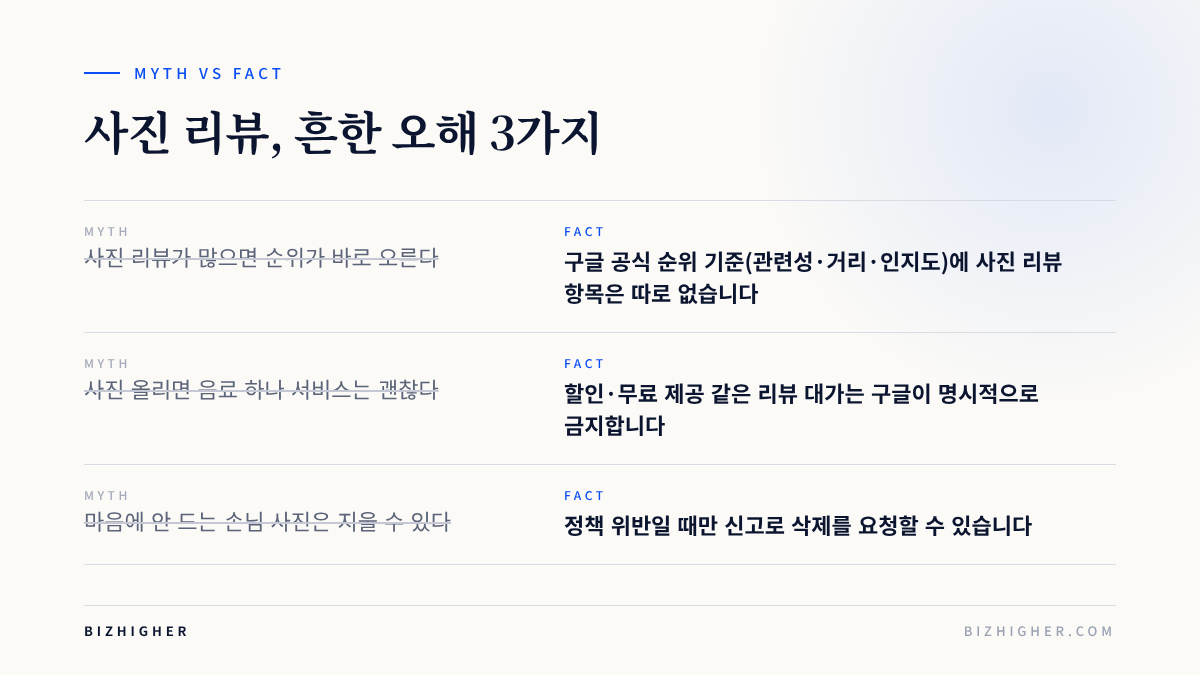 MYTH VS FACT
사진 리뷰, 흔한 오해 3가지
MYTH
사진 리뷰가 많으면 순위가 바로 오른다
FACT
구글 공식 순위 기준(관련성·거리·인지도)에 사진 리뷰
항목은 따로 없습니다
MYTH
사진 올리면 음료 하나 서비스는 괜찮다
FACT
할인·무료 제공 같은 리뷰 대가는 구글이 명시적으로
금지합니다
MYTH
마음에 안 드는 손님 사진은 지울 수 있다
FACT
정책 위반일 때만 신고로 삭제를 요청할 수 있습니다
BIZHIGHER
BIZHIGHER.COM